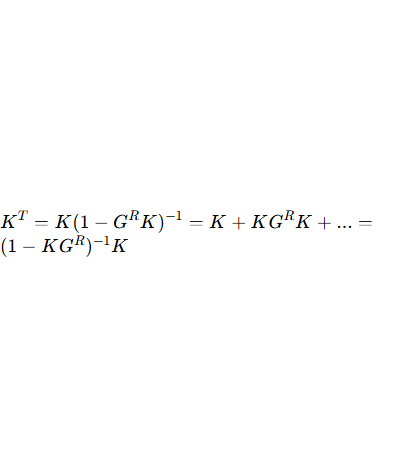 K^T = K(1 − G^R K)^{−1} = K + KG^R K + ... =
(1 − KG^R)^{−1} K